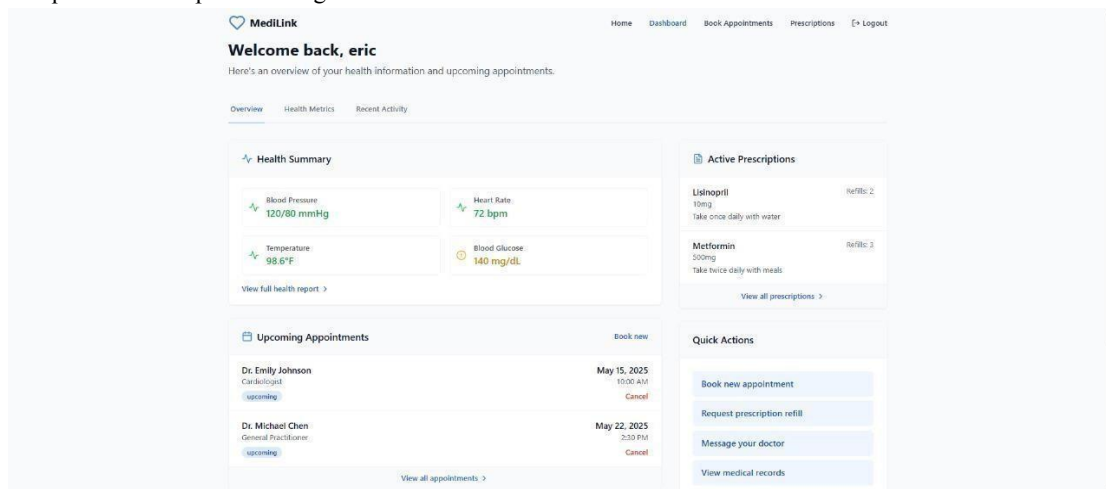 MediLink
Home Dashboard Book Appointments Prescriptions Logout
Welcome back, eric
Here's an overview of your health information and upcoming appointments.
Overview Health Metrics Recent Activity
Health Summary
Blood Pressure
120/80 mmHg
Heart Rate
72 bpm
Temperature
98.6°F
Blood Glucose
140 mg/dL
View full health report >
Active Prescriptions
Lisinopril Refills: 2
10mg
Take once daily with water
Metformin Refills: 3
500mg
Take twice daily with meals
View all prescriptions >
Upcoming Appointments Book new
Dr. Emily Johnson May 15, 2025
Cardiologist 10:00 AM
upcoming Cancel
Dr. Michael Chen May 22, 2025
General Practitioner 2:30 PM
upcoming Cancel
View all appointments >
Quick Actions
Book new appointment
Request prescription refill
Message your doctor
View medical records